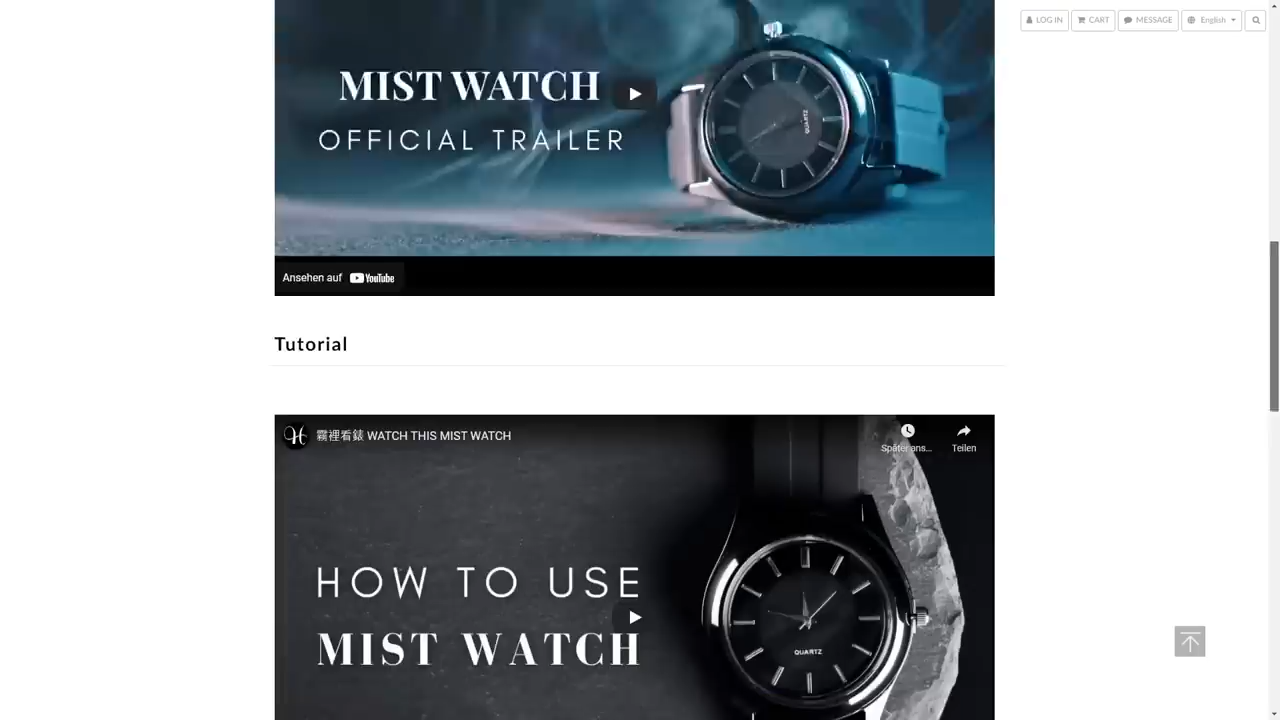 LOG IN CART MESSAGE English
MIST WATCH
OFFICIAL TRAILER
QUARTZ
Ansehen auf YouTube
Tutorial
霧裡看錶 WATCH THIS MIST WATCH
Später ans... Teilen
HOW TO USE
MIST WATCH
QUARTZ